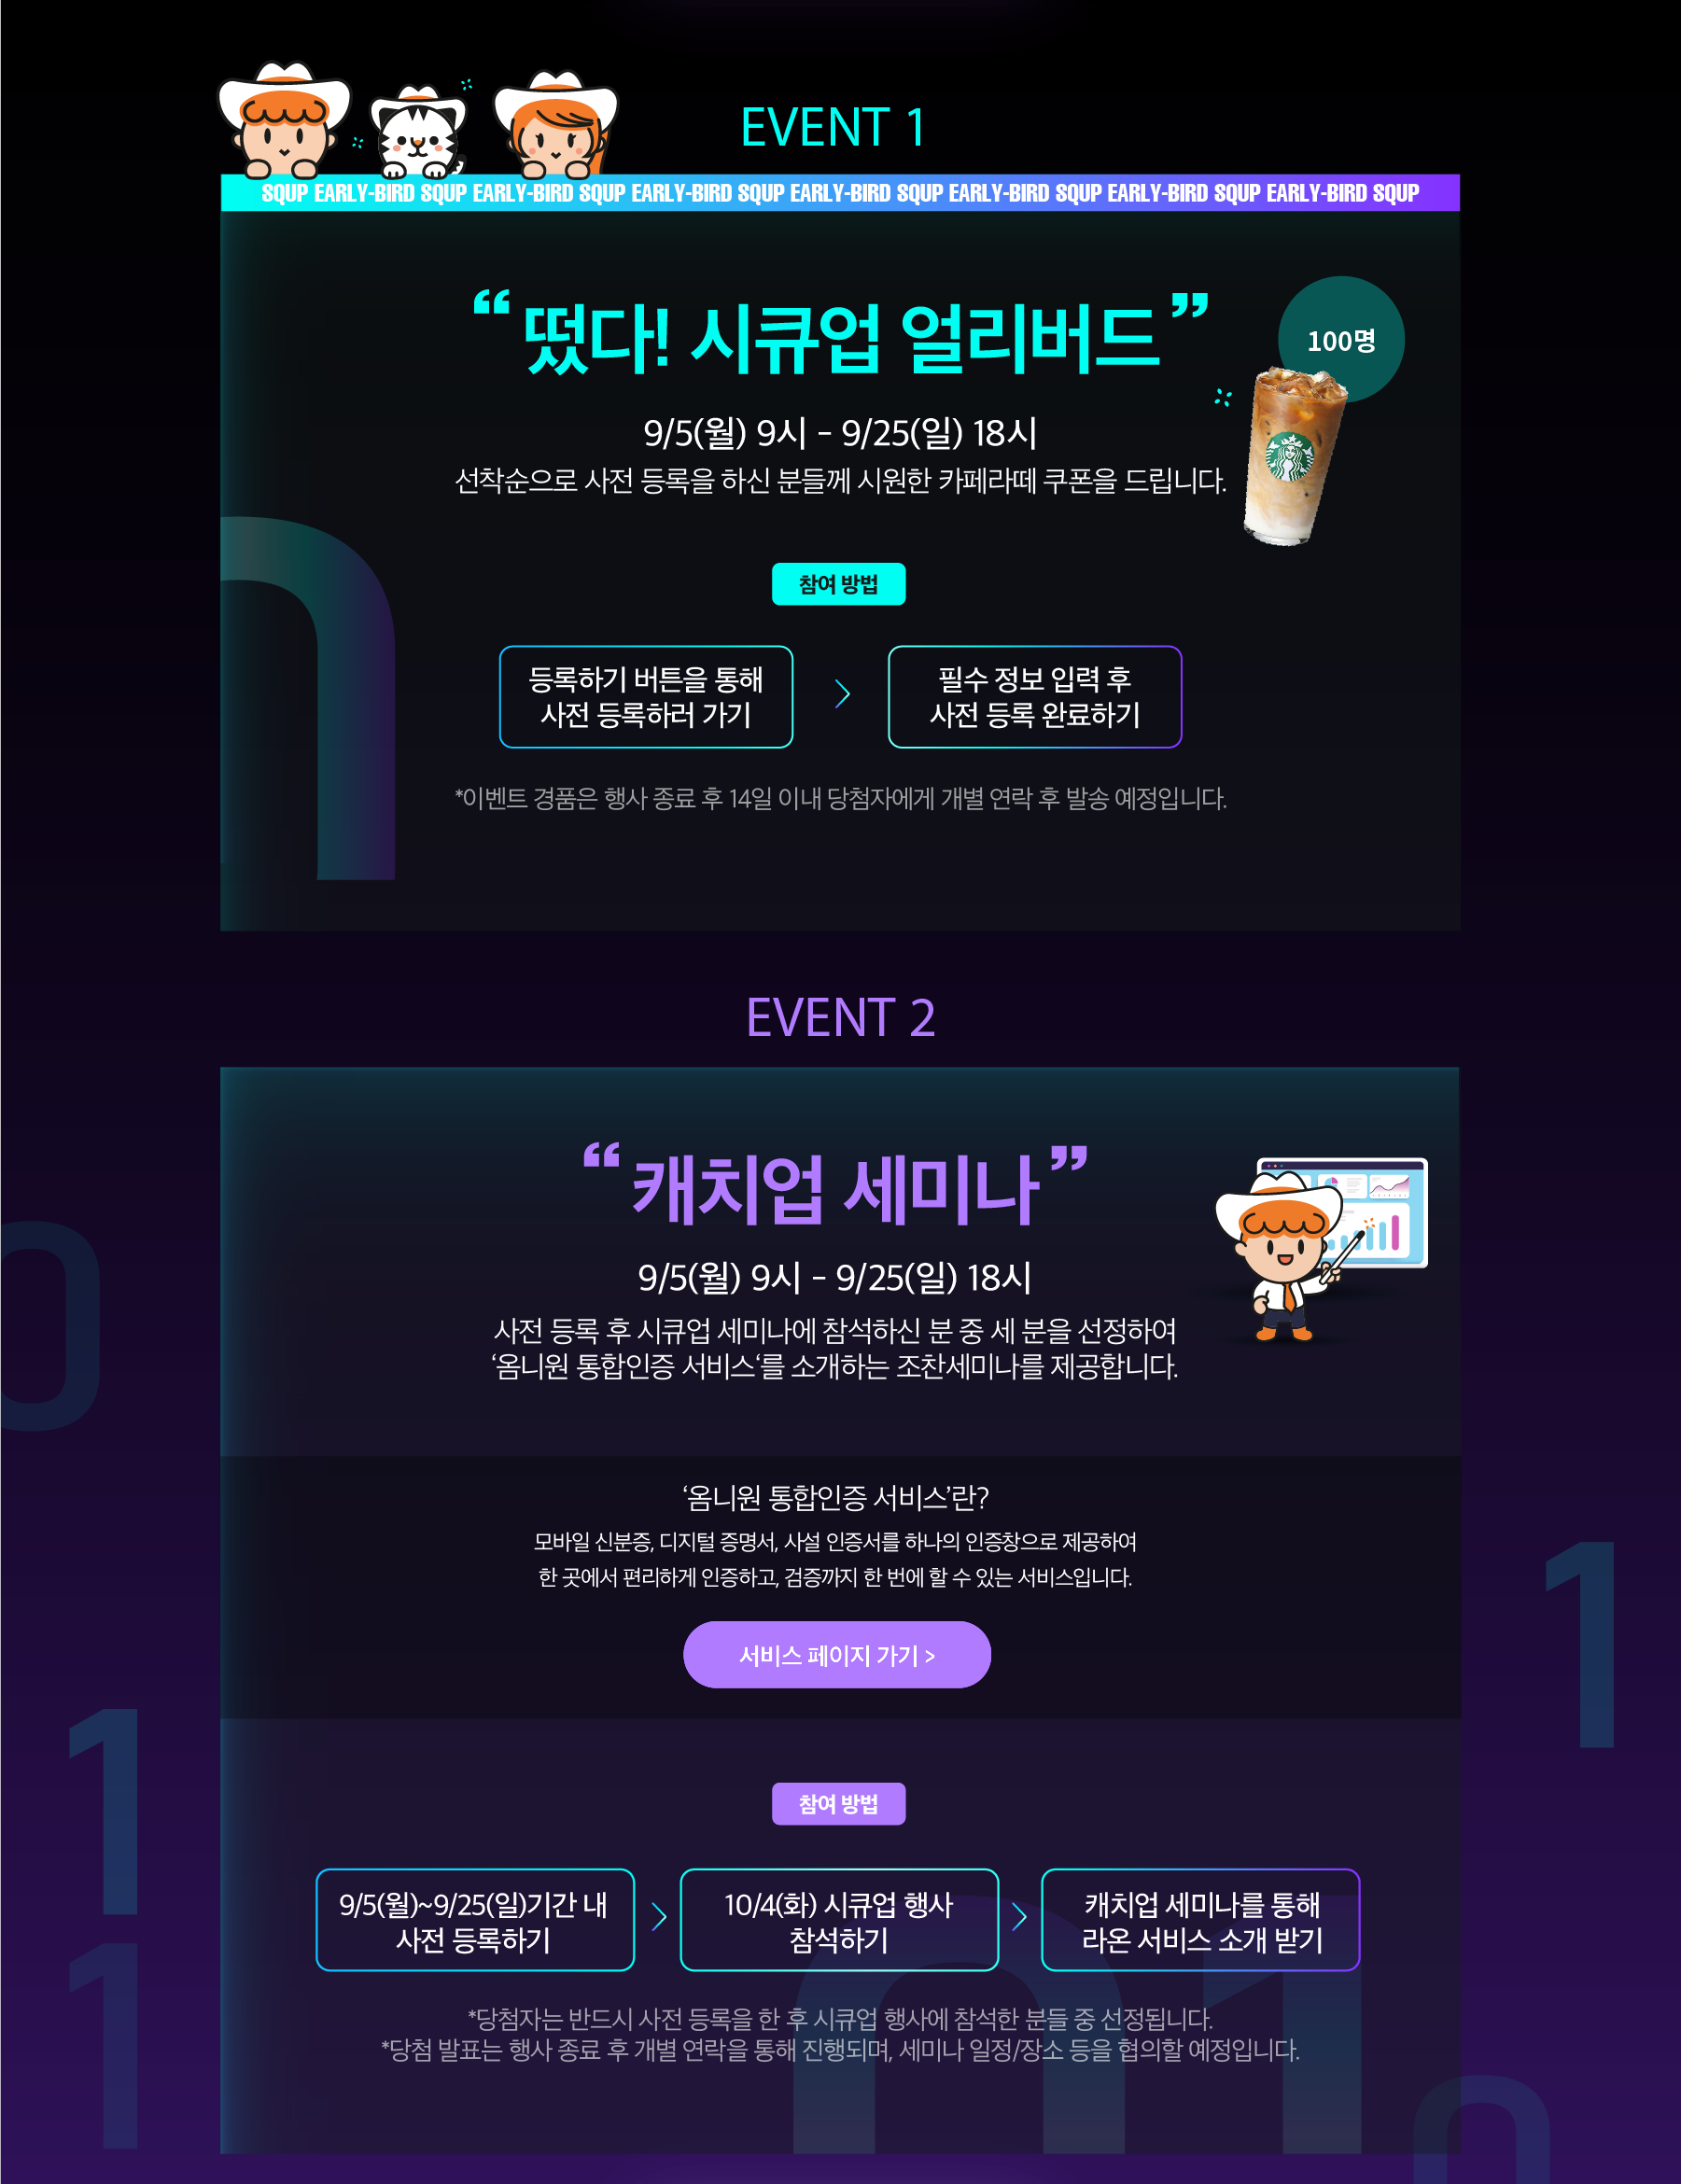 EVENT 1
SQUP EARLY-BIRD SQUP EARLY-BIRD SQUP EARLY-BIRD SQUP EARLY-BIRD SQUP EARLY-BIRD SQUP EARLY-BIRD SQUP EARLY-BIRD SQUP
“떴다! 시큐업 얼리버드”
100명
9/5(월) 9시 - 9/25(일) 18시
선착순으로 사전 등록을 하신 분들께 시원한 카페라떼 쿠폰을 드립니다.
참여 방법
등록하기 버튼을 통해
사전 등록하러 가기
>
필수 정보 입력 후
사전 등록 완료하기
*이벤트 경품은 행사 종료 후 14일 이내 당첨자에게 개별 연락 후 발송 예정입니다.
EVENT 2
“캐치업 세미나”
9/5(월) 9시 - 9/25(일) 18시
사전 등록 후 시큐업 세미나에 참석하신 분 중 세 분을 선정하여
‘옴니원 통합인증 서비스‘를 소개하는 조찬세미나를 제공합니다.
‘옴니원 통합인증 서비스’란?
모바일 신분증, 디지털 증명서, 사설 인증서를 하나의 인증창으로 제공하여
한 곳에서 편리하게 인증하고, 검증까지 한 번에 할 수 있는 서비스입니다.
서비스 페이지 가기 >
참여 방법
9/5(월)~9/25(일)기간 내
사전 등록하기
>
10/4(화) 시큐업 행사
참석하기
>
캐치업 세미나를 통해
라온 서비스 소개 받기
*당첨자는 반드시 사전 등록을 한 후 시큐업 행사에 참석한 분들 중 선정됩니다.
*당첨 발표는 행사 종료 후 개별 연락을 통해 진행되며, 세미나 일정/장소 등을 협의할 예정입니다.